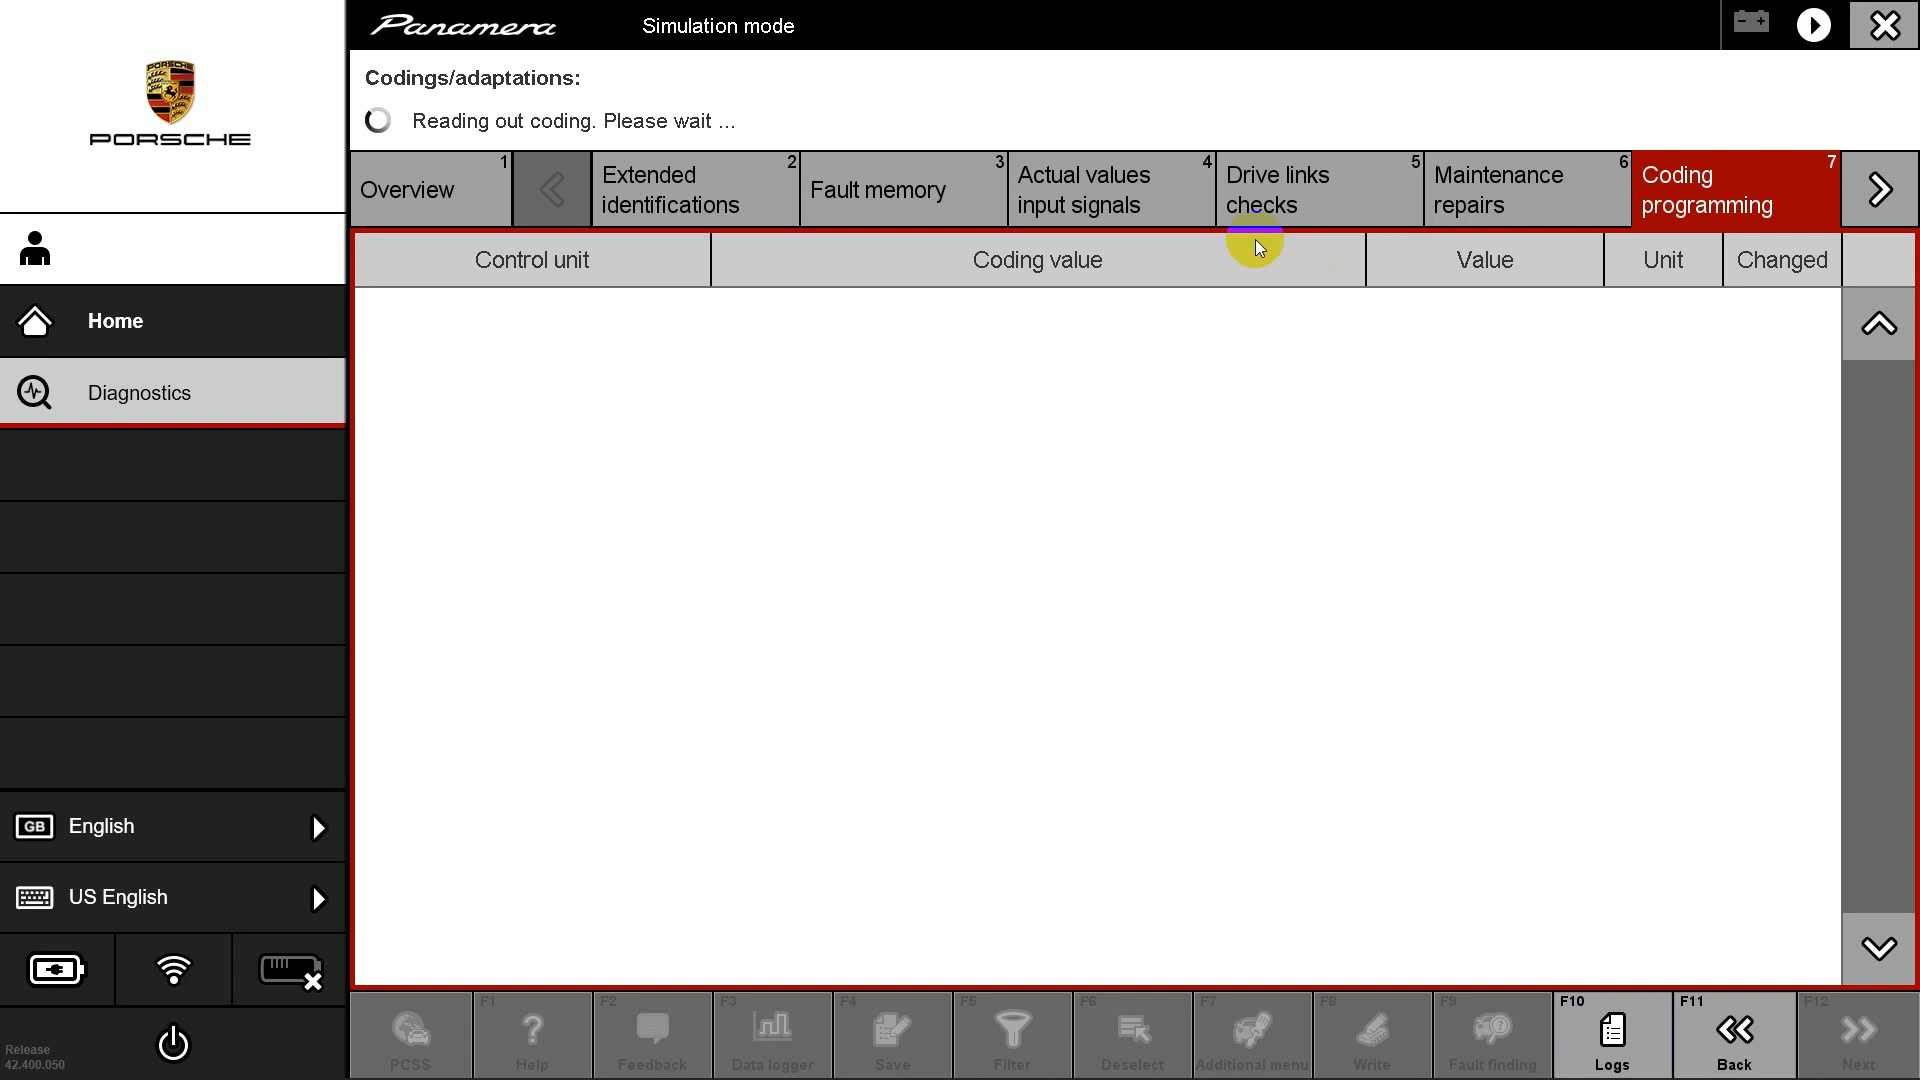 Panamera
Simulation mode
PORSCHE
PORSCHE
Codings/adaptations:
Reading out coding. Please wait ...
Overview
1
Extended
identifications
2
Fault memory
3
Actual values
input signals
4
Drive links
checks
5
Maintenance
repairs
6
Coding
programming
7
Control unit
Coding value
Value
Unit
Changed
Home
Diagnostics
GB
English
US English
Release
42.400.050
PCSS
F1
Help
F2
Feedback
F3
Data logger
F4
Save
F5
Filter
F6
Deselect
F7
Additional menu
F8
Write
F9
Fault finding
F10
Logs
F11
Back
F12
Next